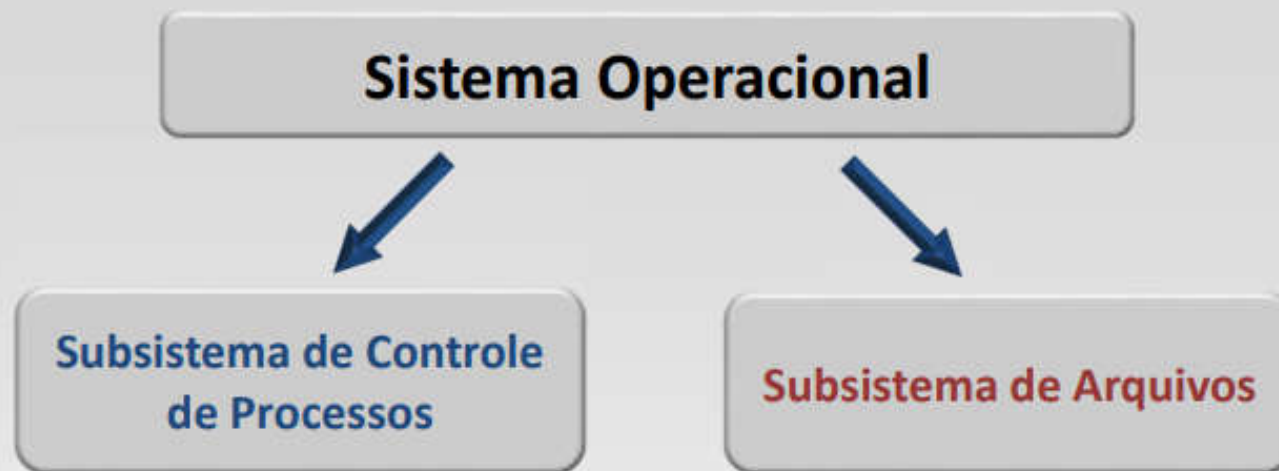 Sistema Operacional
Subsistema de Controle
de Processos
Subsistema de Arquivos